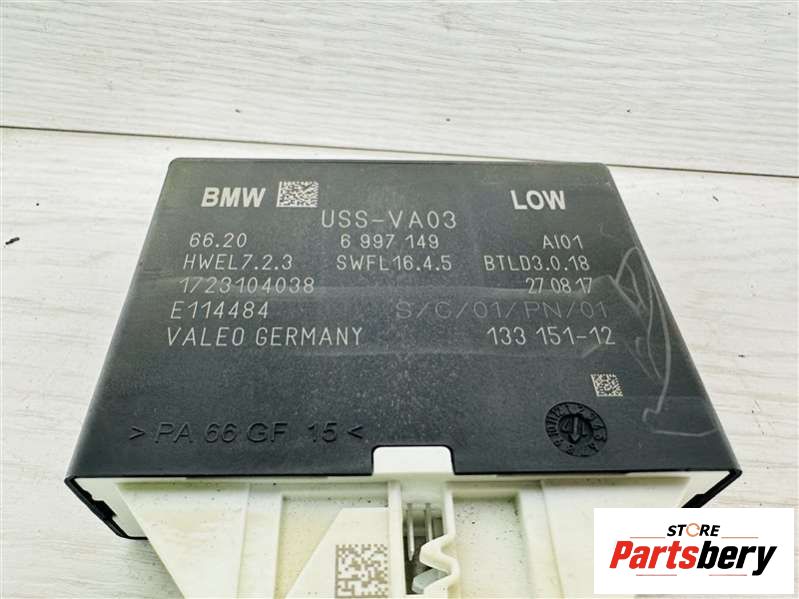 BMW LOW
USS-VA03
66.20 6 997 149 AI01
HWEL7.2.3 SWFL16.4.5 BTLD3.0.18
1723104038 27.08.17
E114484 S/C/01/PN/01
VALEO GERMANY 133 151-12
>PA 66 GF 15<
STORE
Partsbery